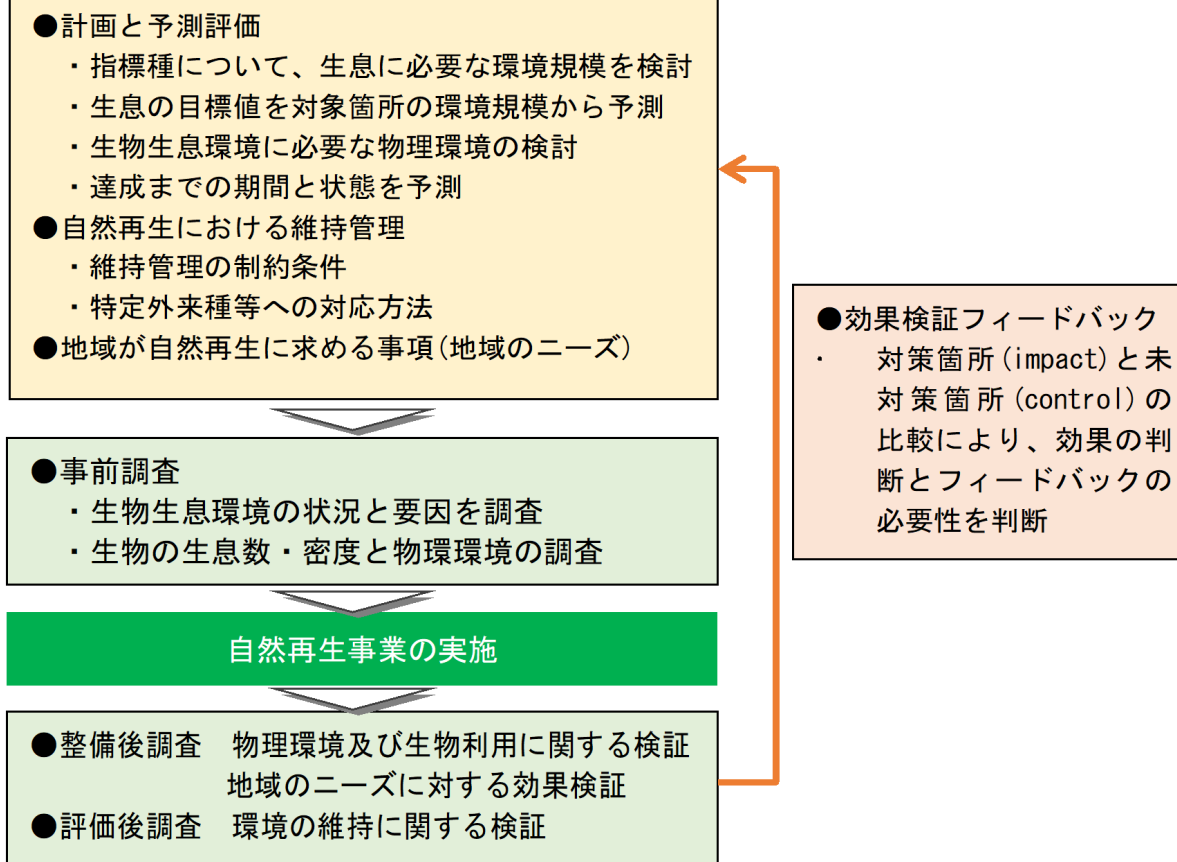 ●計画と予測評価
・指標種について、生息に必要な環境規模を検討
・生息の目標値を対象箇所の環境規模から予測
・生物生息環境に必要な物理環境の検討
・達成までの期間と状態を予測
●自然再生における維持管理
・維持管理の制約条件
・特定外来種等への対応方法
●地域が自然再生に求める事項(地域のニーズ)
●事前調査
・生物生息環境の状況と要因を調査
・生物の生息数・密度と物環環境の調査
自然再生事業の実施
●整備後調査　物理環境及び生物利用に関する検証
地域のニーズに対する効果検証
●評価後調査　環境の維持に関する検証
●効果検証フィードバック
・　対策箇所(impact)と未
対策箇所(control)の
比較により、効果の判
断とフィードバックの
必要性を判断